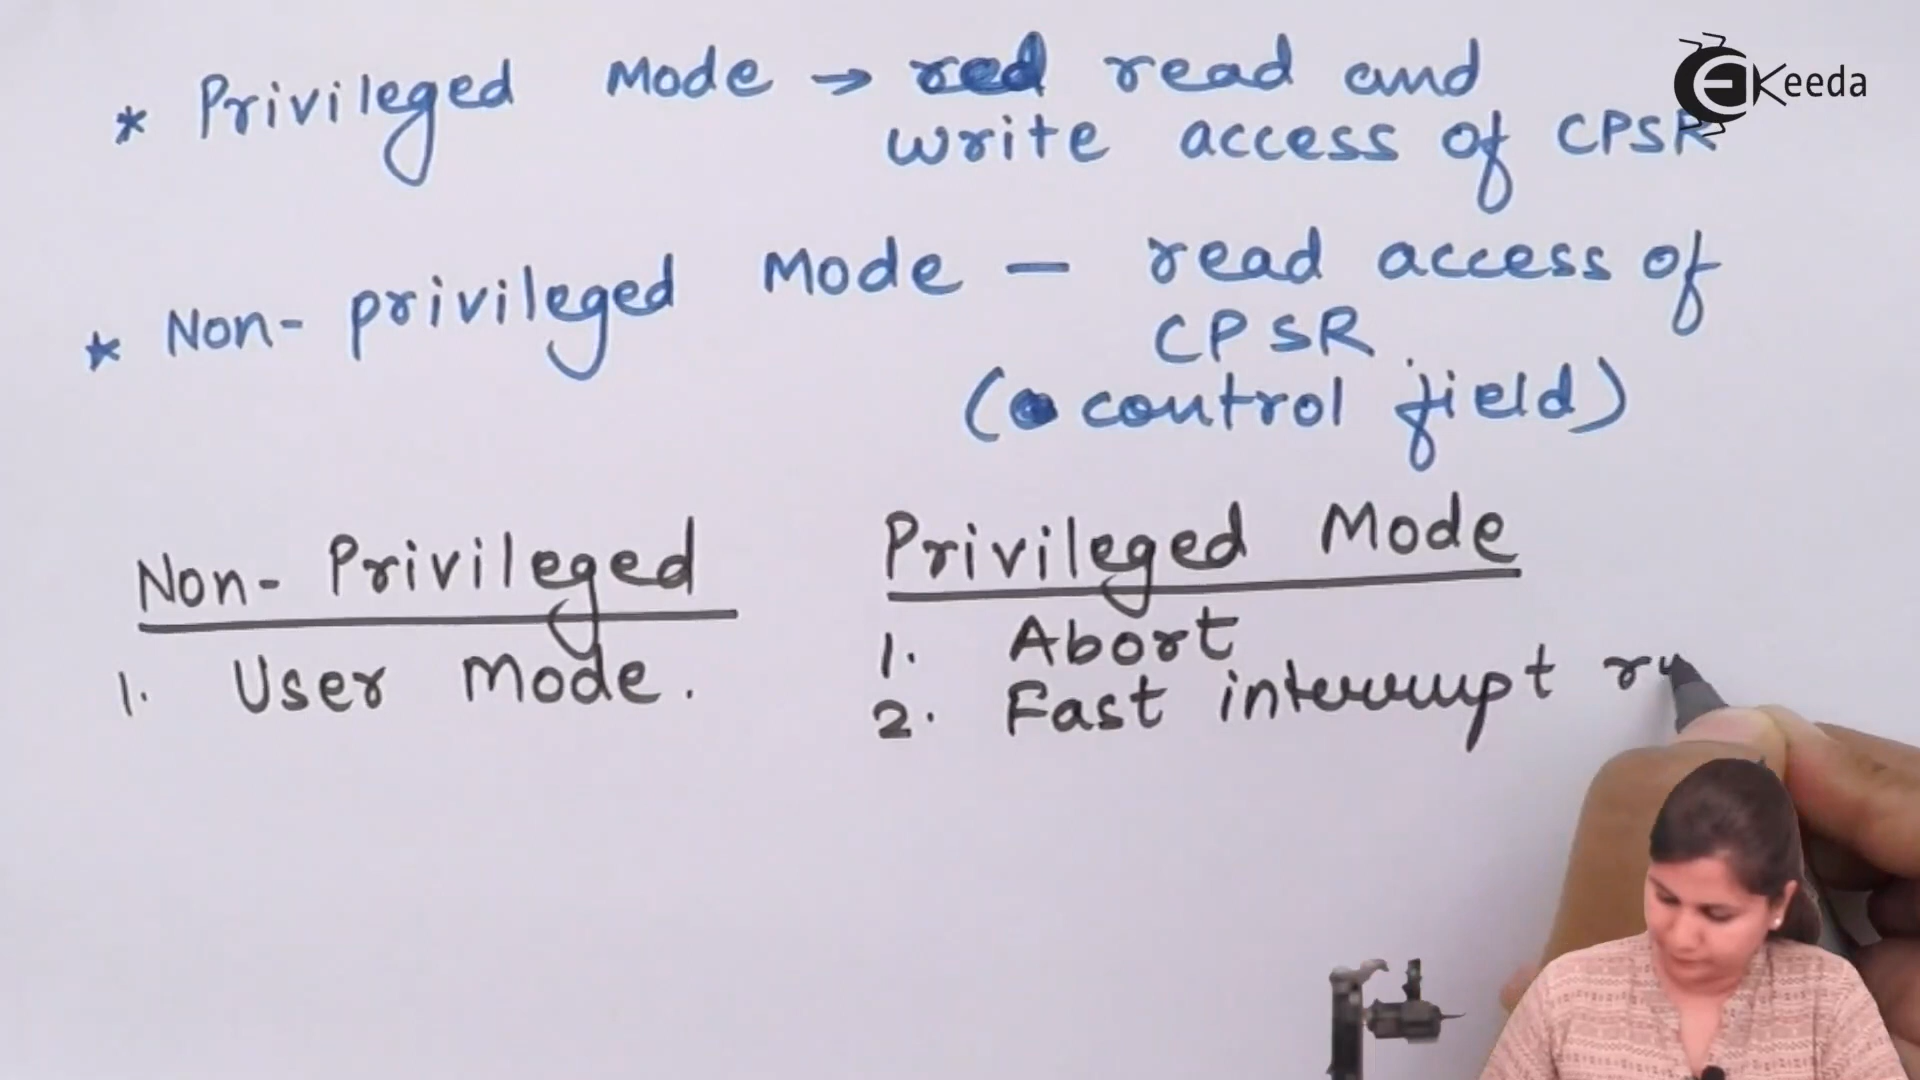 * Privileged Mode → red read and
write access of CPSR
* Non-privileged Mode – read access of
CPSR
(control field)
Non-Privileged
1. User Mode.
Privileged Mode
1. Abort
2. Fast interrupt
EKeeda